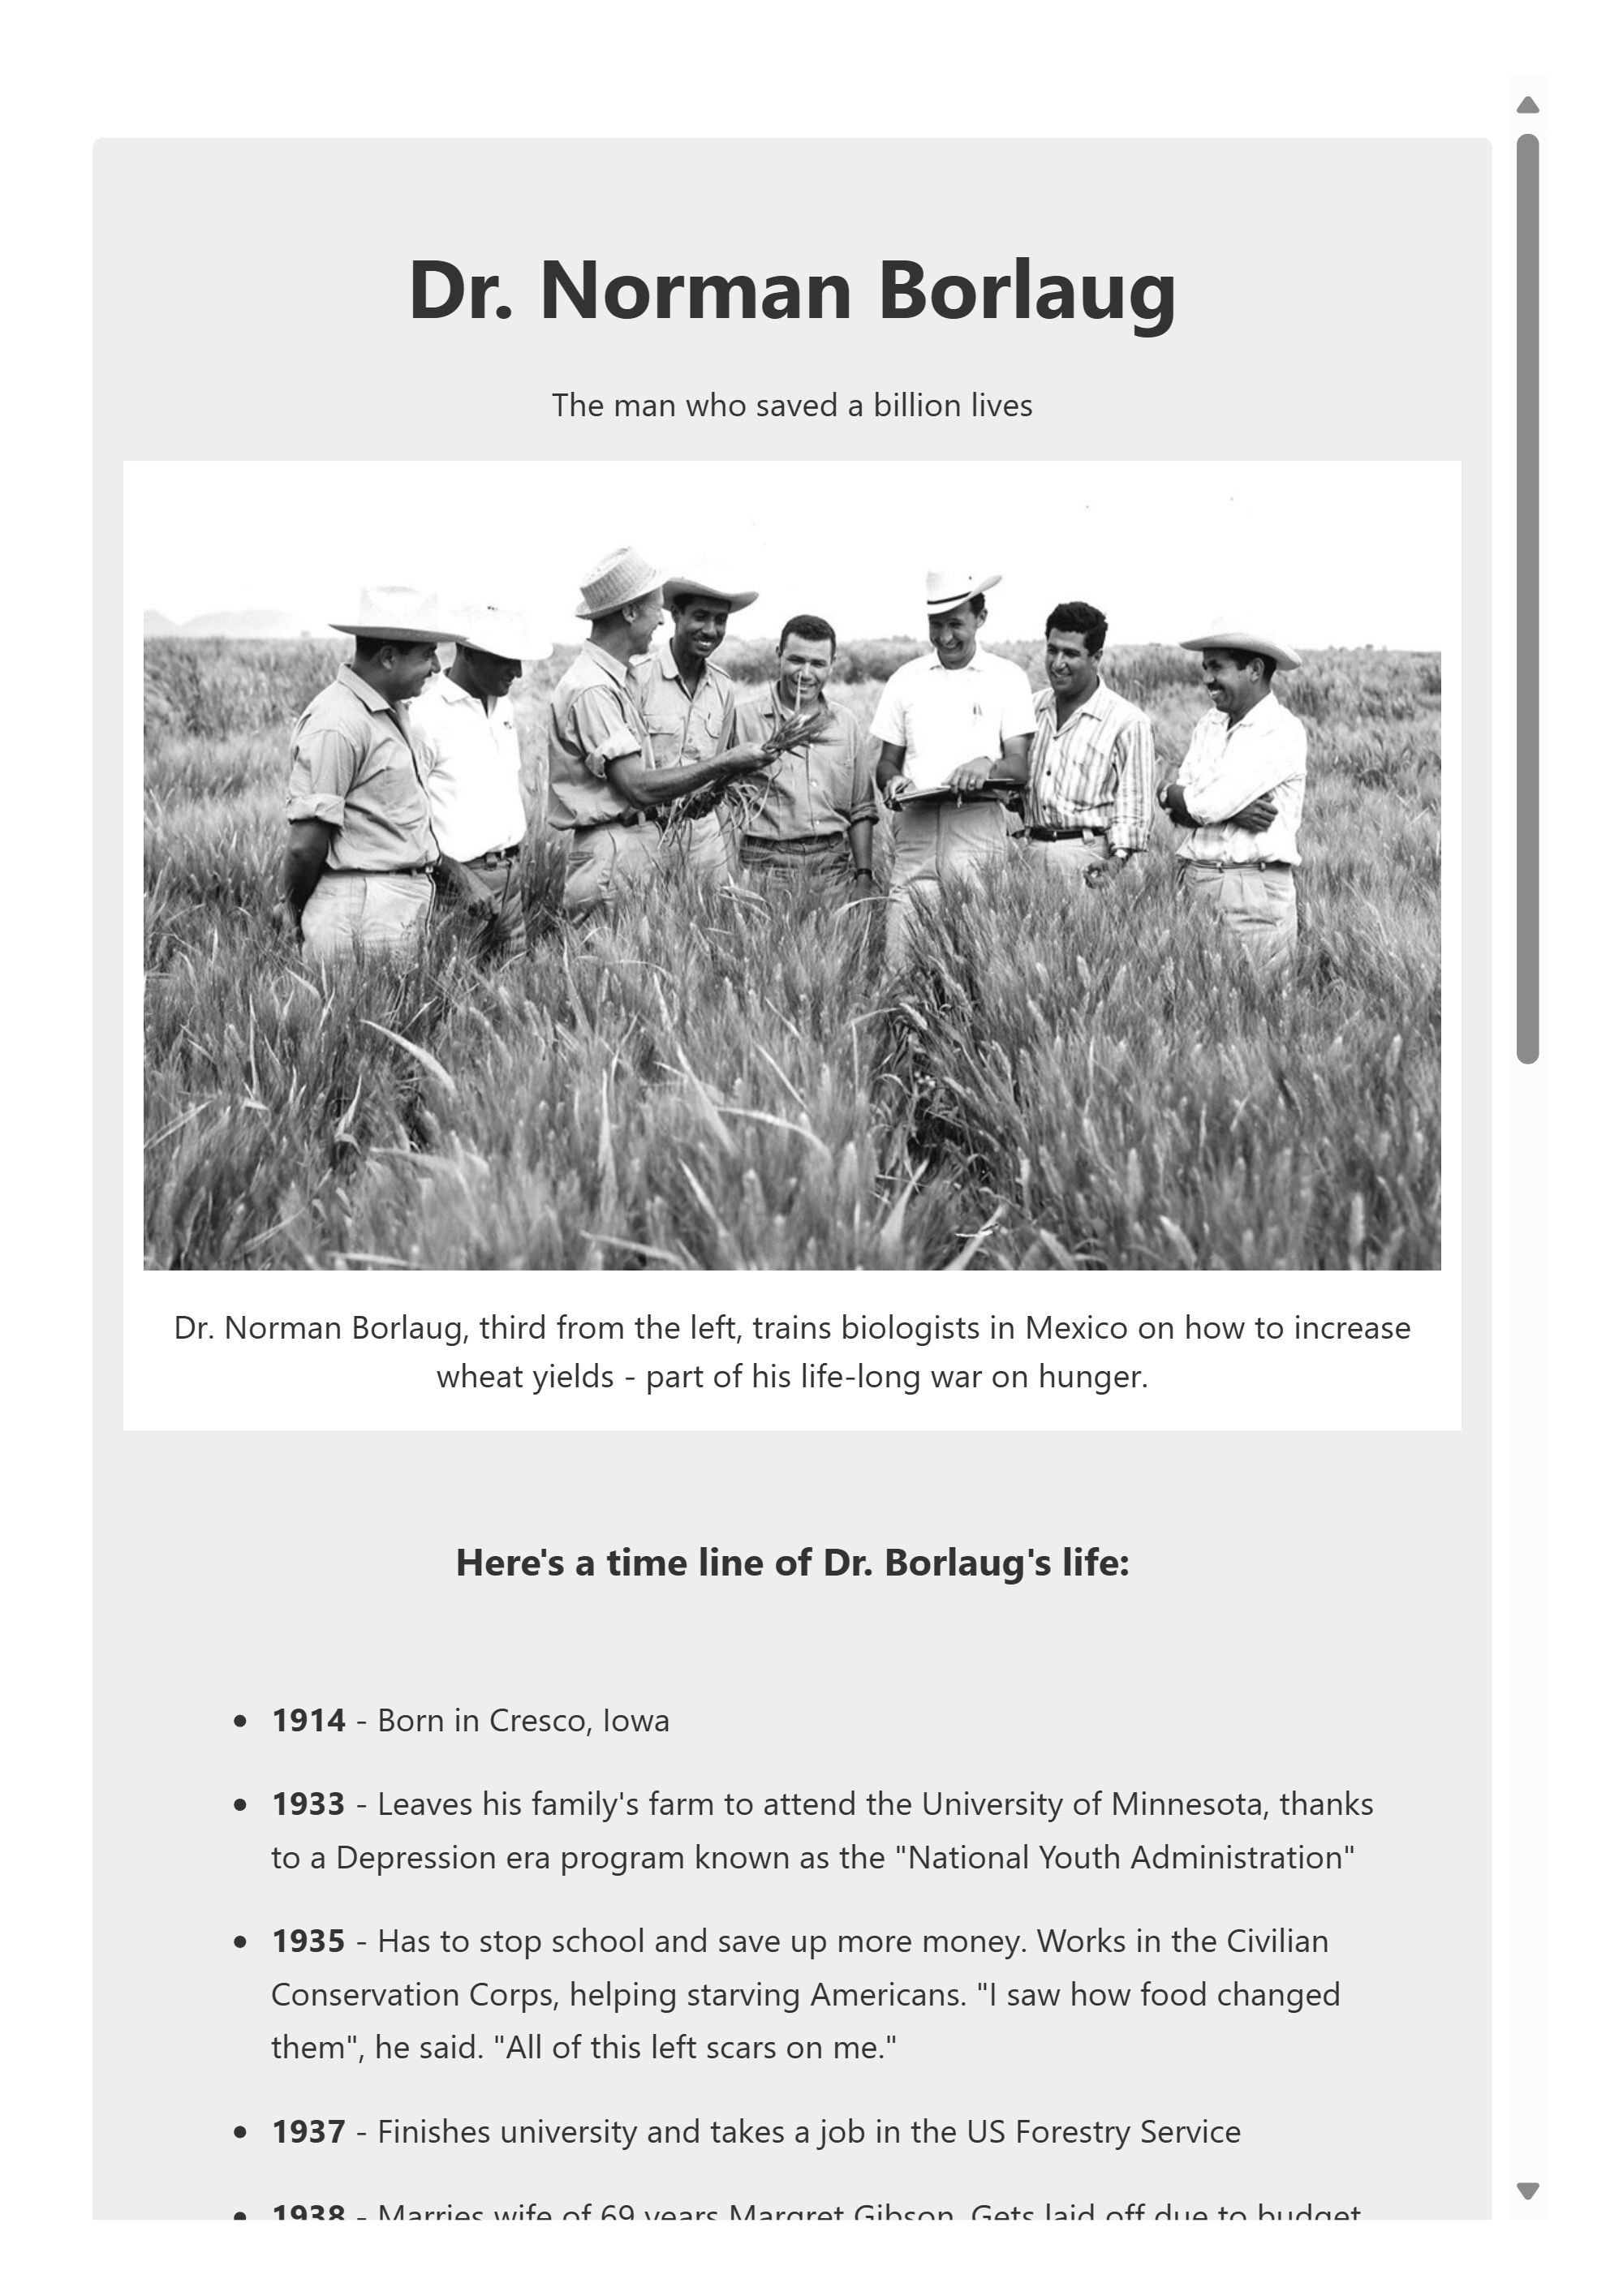 Dr. Norman Borlaug
The man who saved a billion lives
Dr. Norman Borlaug, third from the left, trains biologists in Mexico on how to increase
wheat yields - part of his life-long war on hunger.
Here's a time line of Dr. Borlaug's life:
1914 - Born in Cresco, Iowa
1933 - Leaves his family's farm to attend the University of Minnesota, thanks
to a Depression era program known as the "National Youth Administration"
1935 - Has to stop school and save up more money. Works in the Civilian
Conservation Corps, helping starving Americans. "I saw how food changed
them", he said. "All of this left scars on me."
1937 - Finishes university and takes a job in the US Forestry Service
1938 - Marries wife of 69 years Margret Gibson. Gets laid off due to budget